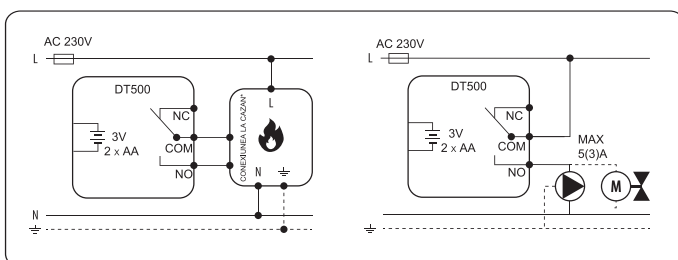 AC 230V
L
DT500
NC
3V
2 x AA
COM
NO
L
CONEXIUNEA LA CAZAN*
N
N
AC 230V
L
DT500
NC
3V
2 x AA
COM
NO
MAX
5(3)A
M